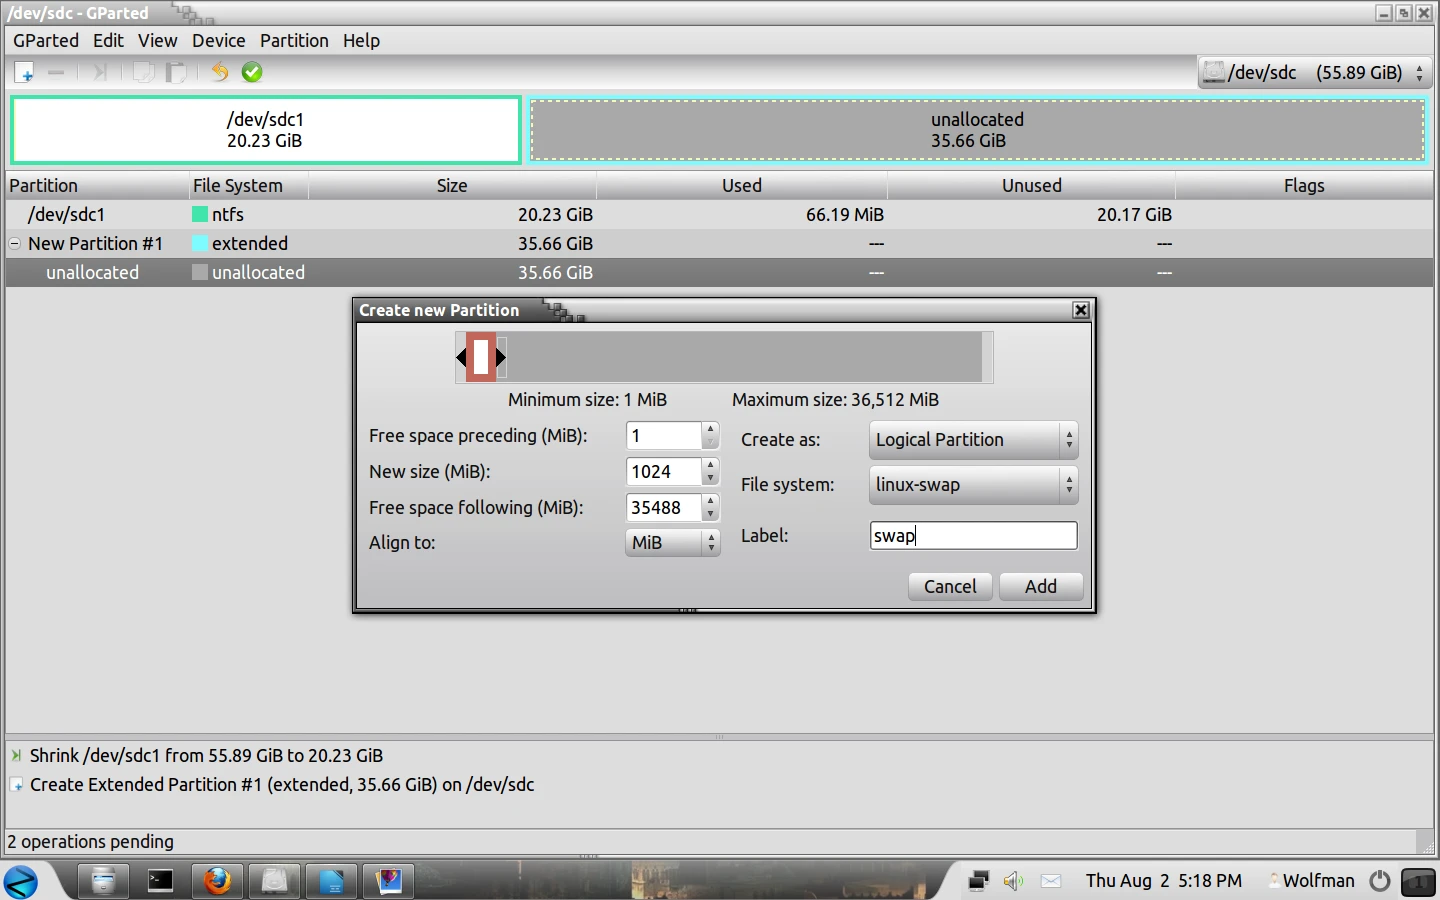 /dev/sdc - GParted
GParted Edit View Device Partition Help
/dev/sdc (55.89 GiB)
/dev/sdc1
20.23 GiB
unallocated
35.66 GiB
Partition File System Size Used Unused Flags
/dev/sdc1 ntfs 20.23 GiB 66.19 MiB 20.17 GiB
New Partition #1 extended 35.66 GiB --- ---
unallocated unallocated 35.66 GiB --- ---
Create new Partition
Minimum size: 1 MiB Maximum size: 36,512 MiB
Free space preceding (MiB): 1
New size (MiB): 1024
Free space following (MiB): 35488
Align to: MiB
Create as: Logical Partition
File system: linux-swap
Label: swap
Cancel Add
Shrink /dev/sdc1 from 55.89 GiB to 20.23 GiB
Create Extended Partition #1 (extended, 35.66 GiB) on /dev/sdc
2 operations pending
Thu Aug 2 5:18 PM Wolfman 1